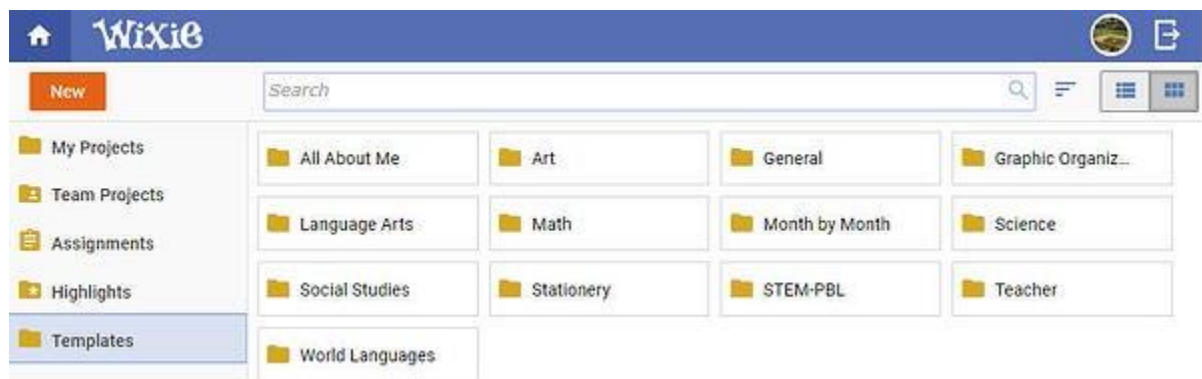 Wixie
New
Search
My Projects
Team Projects
Assignments
Highlights
Templates
All About Me
Art
General
Graphic Organiz...
Language Arts
Math
Month by Month
Science
Social Studies
Stationery
STEM-PBL
Teacher
World Languages